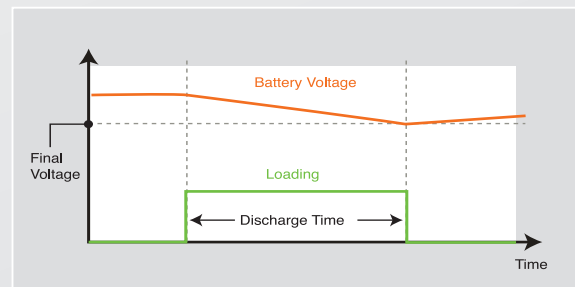 Battery Voltage
Final
Voltage
Loading
Discharge Time
Time